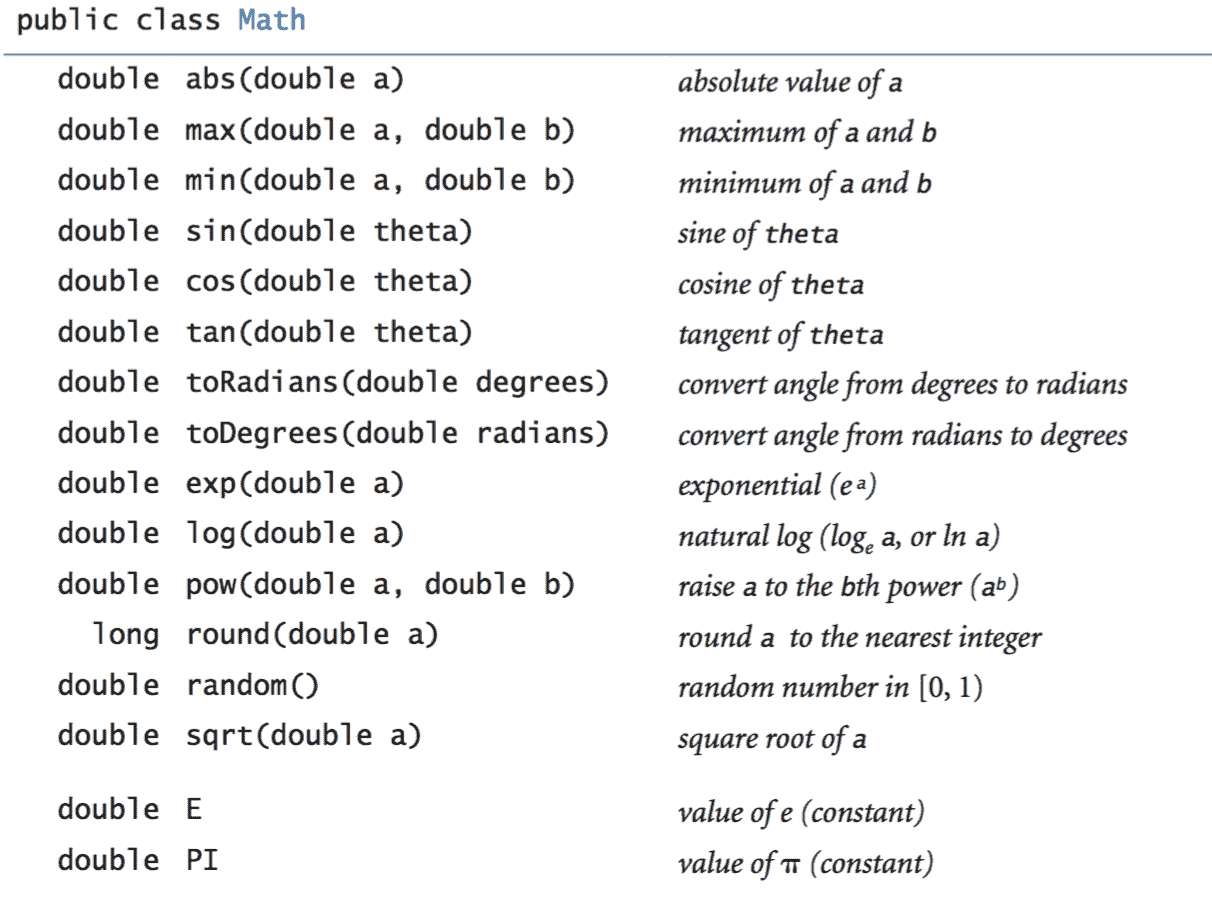 public class Math
double abs(double a) absolute value of a
double max(double a, double b) maximum of a and b
double min(double a, double b) minimum of a and b
double sin(double theta) sine of theta
double cos(double theta) cosine of theta
double tan(double theta) tangent of theta
double toRadians(double degrees) convert angle from degrees to radians
double toDegrees(double radians) convert angle from radians to degrees
double exp(double a) exponential (eᵃ)
double log(double a) natural log (logₑ a, or ln a)
double pow(double a, double b) raise a to the bth power (aᵇ)
long round(double a) round a to the nearest integer
double random() random number in [0, 1)
double sqrt(double a) square root of a
double E value of e (constant)
double PI value of π (constant)